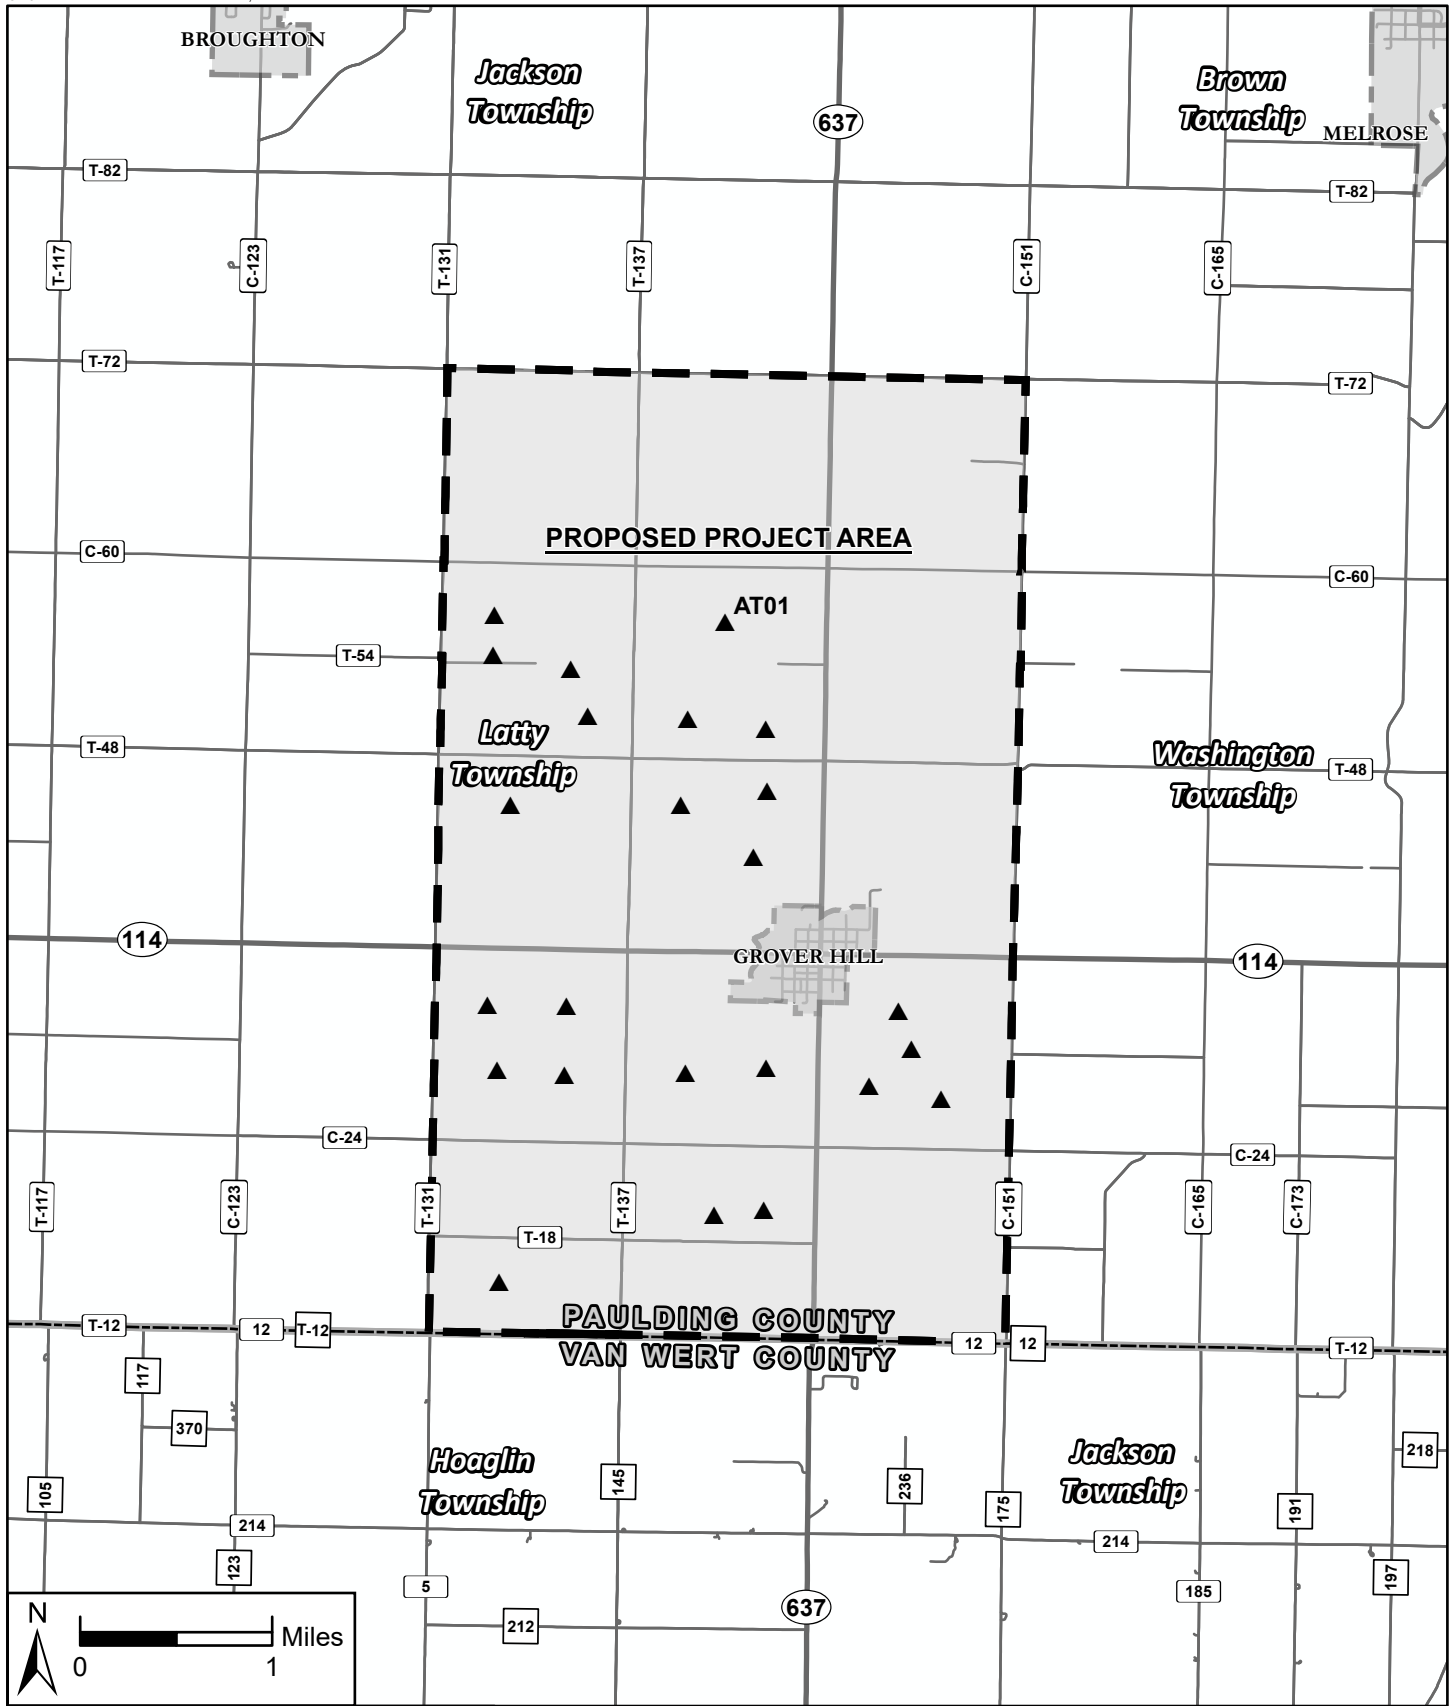 BROUGHTON
Jackson
Township
637
Brown
Township
MELROSE
T-82
T-82
T-117
C-123
T-131
T-137
C-151
C-165
T-72
T-72
PROPOSED PROJECT AREA
C-60
C-60
AT01
T-54
Latty
Township
T-48
Washington
Township
T-48
114
GROVER HILL
114
C-24
C-24
T-117
C-123
T-131
T-137
C-151
C-165
C-173
T-18
PAULDING COUNTY
T-12
12
T-12
12
12
T-12
VAN WERT COUNTY
117
370
Hoaglin
Township
Jackson
Township
218
105
145
236
175
191
214
214
123
5
185
197
637
212
N
Miles
0
1